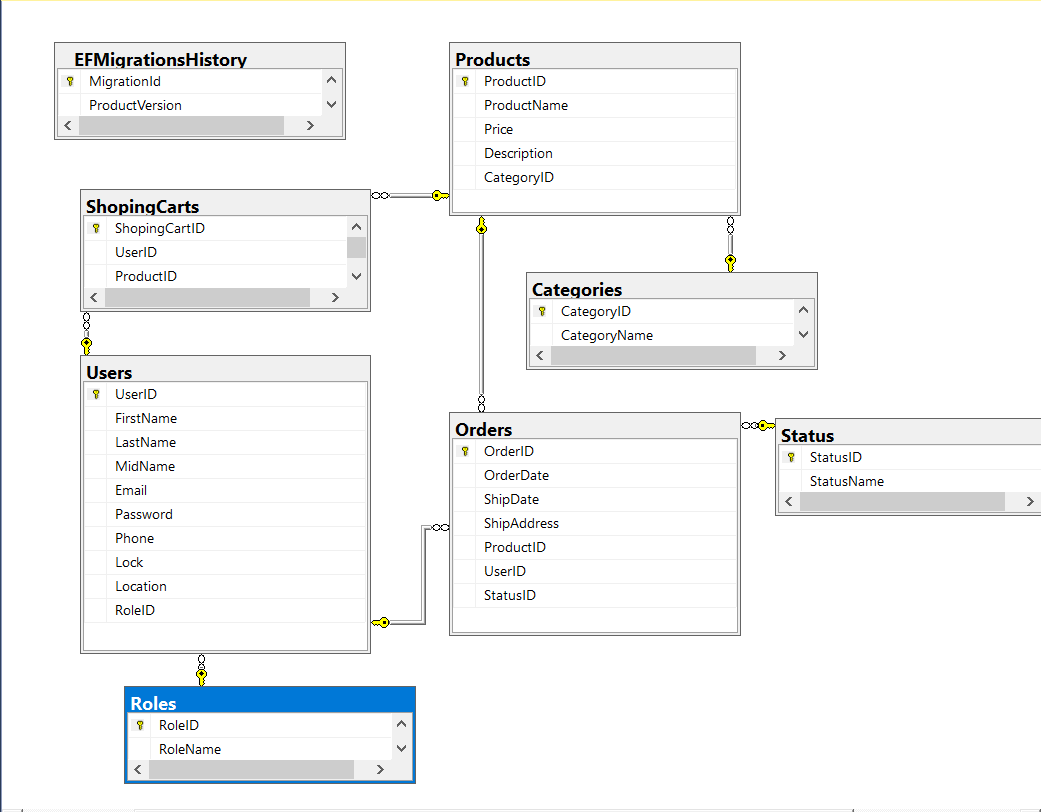 EFMigrationsHistory
MigrationId
ProductVersion
Products
ProductID
ProductName
Price
Description
CategoryID
ShopingCarts
ShopingCartID
UserID
ProductID
Categories
CategoryID
CategoryName
Users
UserID
FirstName
LastName
MidName
Email
Password
Phone
Lock
Location
RoleID
Orders
OrderID
OrderDate
ShipDate
ShipAddress
ProductID
UserID
StatusID
Status
StatusID
StatusName
Roles
RoleID
RoleName